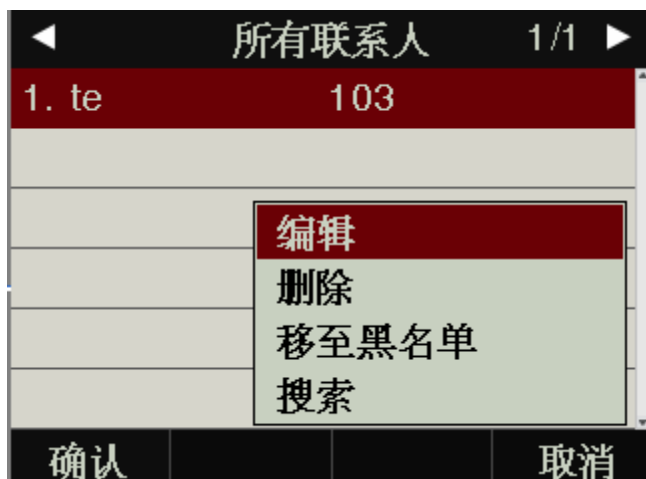 所有联系人 1/1
1. te 103
编辑
删除
移至黑名单
搜索
确认 取消